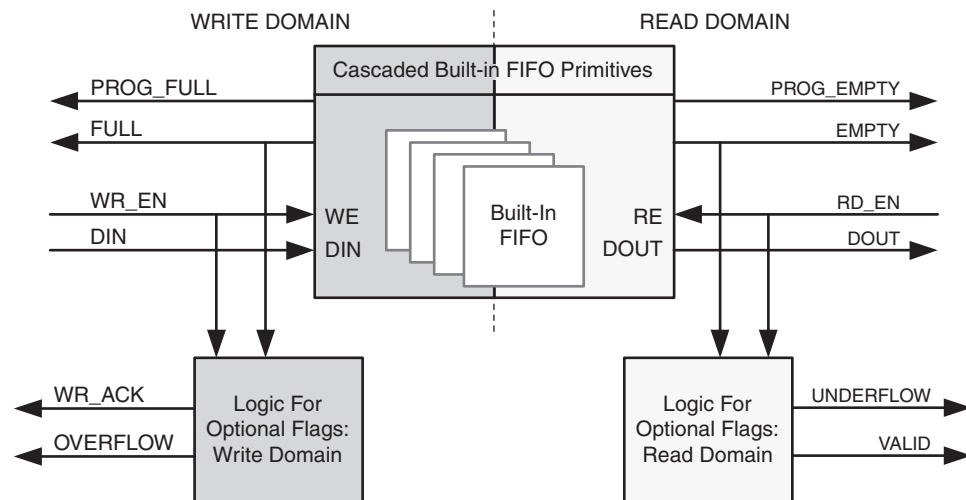 WRITE DOMAIN
READ DOMAIN
Cascaded Built-in FIFO Primitives
PROG_FULL
PROG_EMPTY
FULL
EMPTY
WR_EN
WE
Built-In
FIFO
RE
RD_EN
DIN
DIN
DOUT
DOUT
WR_ACK
OVERFLOW
Logic For
Optional Flags:
Write Domain
Logic For
Optional Flags:
Read Domain
UNDERFLOW
VALID